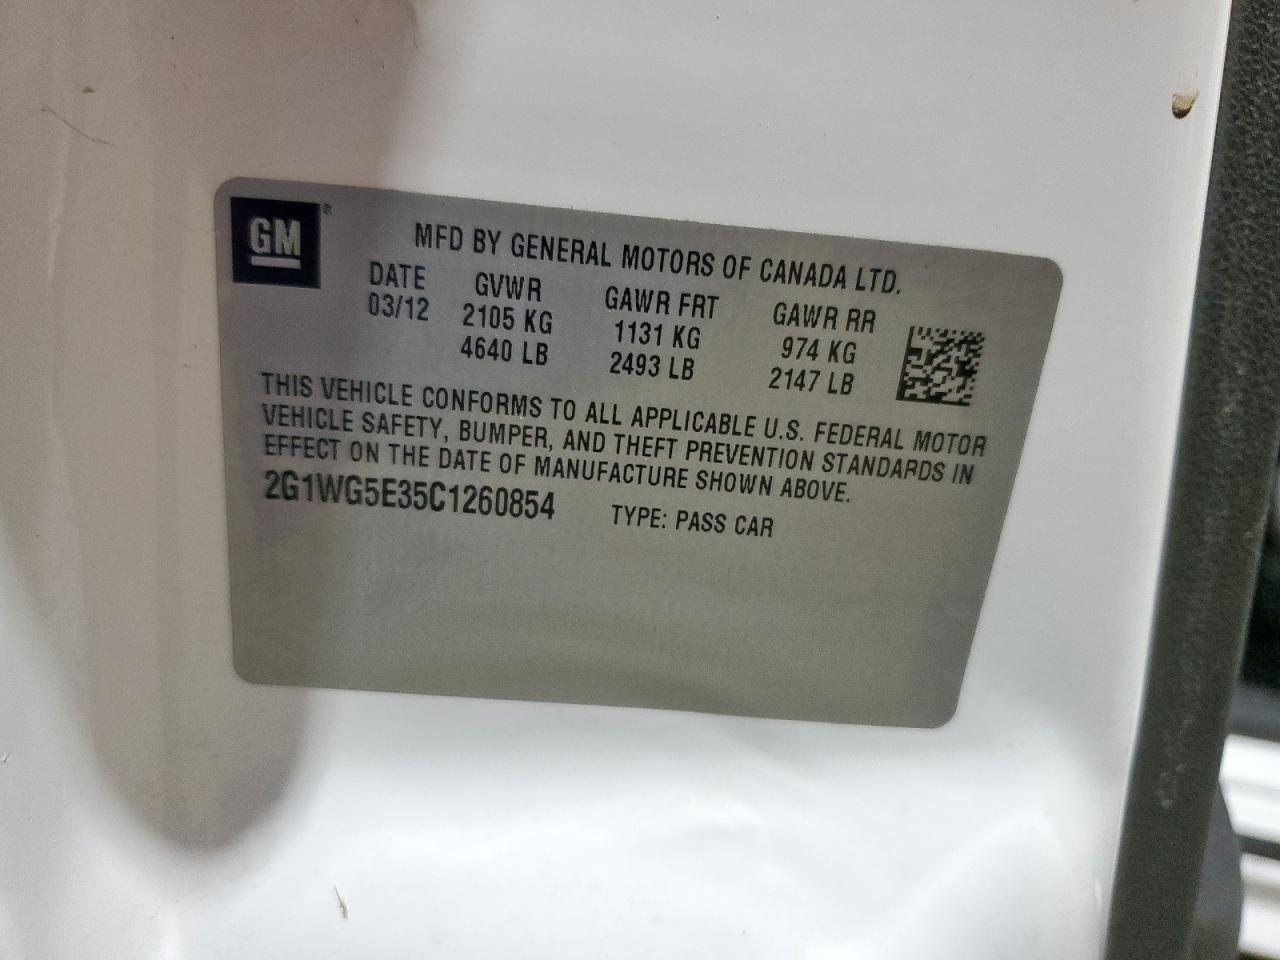 GM®
MFD BY GENERAL MOTORS OF CANADA LTD.
DATE GVWR GAWR FRT GAWR RR
03/12 2105 KG 1131 KG 974 KG
4640 LB 2493 LB 2147 LB
THIS VEHICLE CONFORMS TO ALL APPLICABLE U.S. FEDERAL MOTOR
VEHICLE SAFETY, BUMPER, AND THEFT PREVENTION STANDARDS IN
EFFECT ON THE DATE OF MANUFACTURE SHOWN ABOVE.
2G1WG5E35C1260854 TYPE: PASS CAR